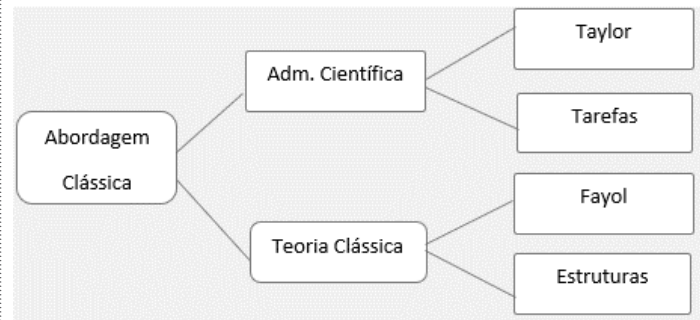 Abordagem
Clássica
Adm. Científica
Taylor
Tarefas
Teoria Clássica
Fayol
Estruturas